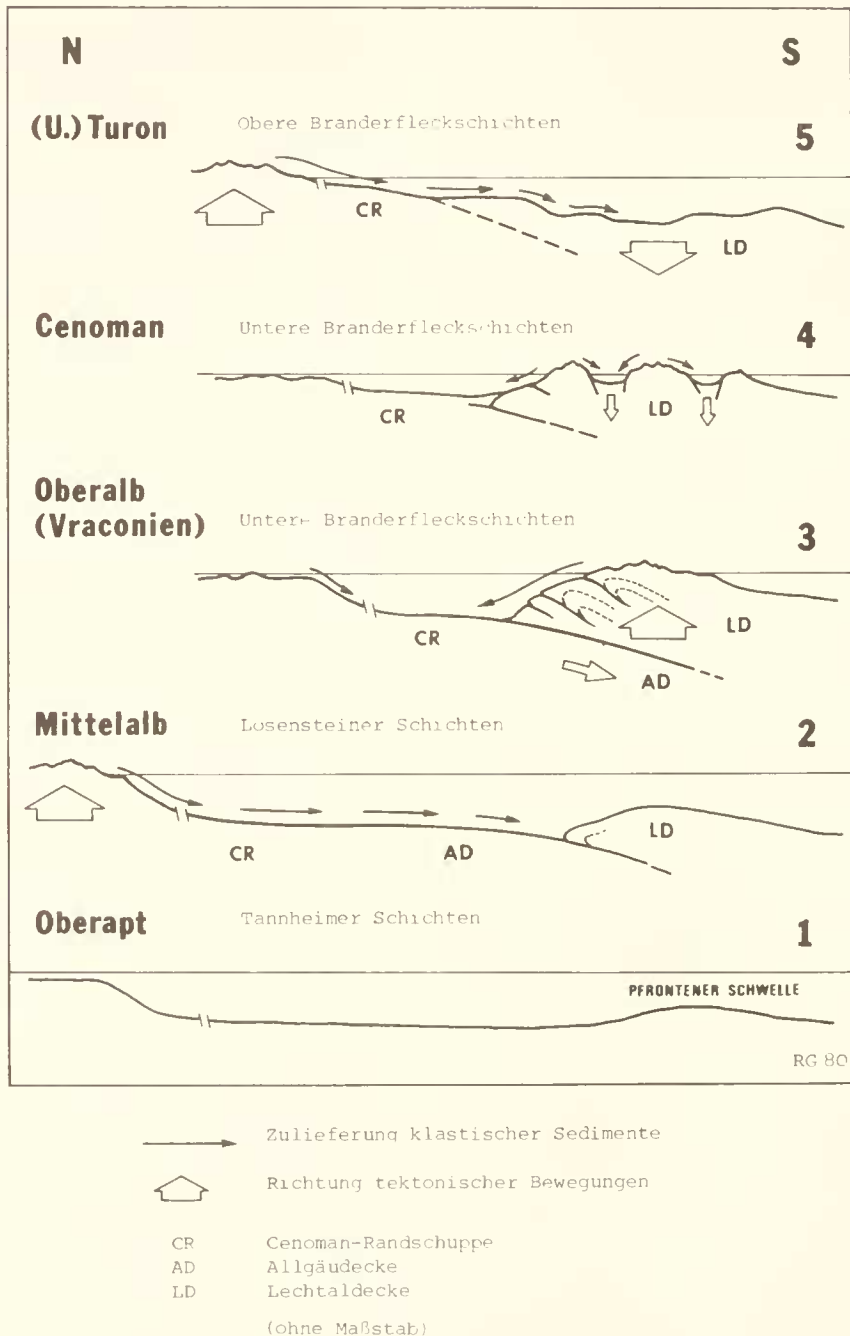 N S
(U.) Turon Obere Branderfleckschichten 5
CR LD
Cenoman Untere Branderfleckschichten 4
CR LD
Oberalb
(Vraconien) Untere Branderfleckschichten 3
CR LD
AD
Mittelalb Losensteiner Schichten 2
LD
CR AD
Oberapt Tannheimer Schichten 1
PFRONTENER SCHWELLE
RG 80
Zulieferung klastischer Sedimente
Richtung tektonischer Bewegungen
CR Cenoman-Randschuppe
AD Allgäudecke
LD Lechtaldecke
(ohne Maßstab)